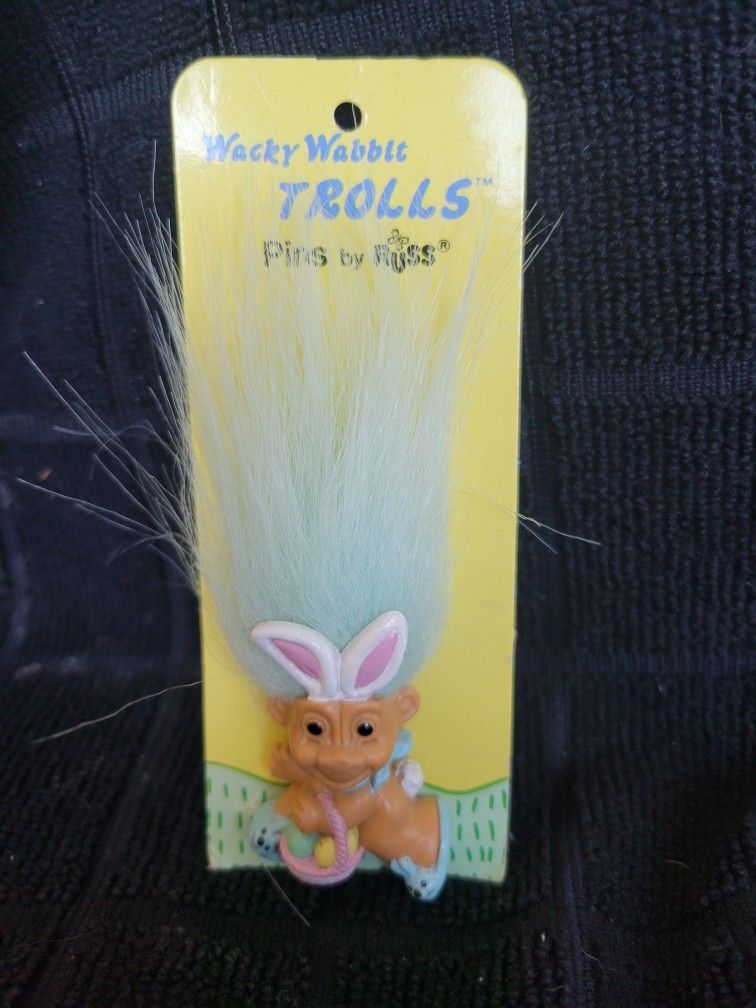 Wacky Wabbit
TROLLS™
Pins by Russ®